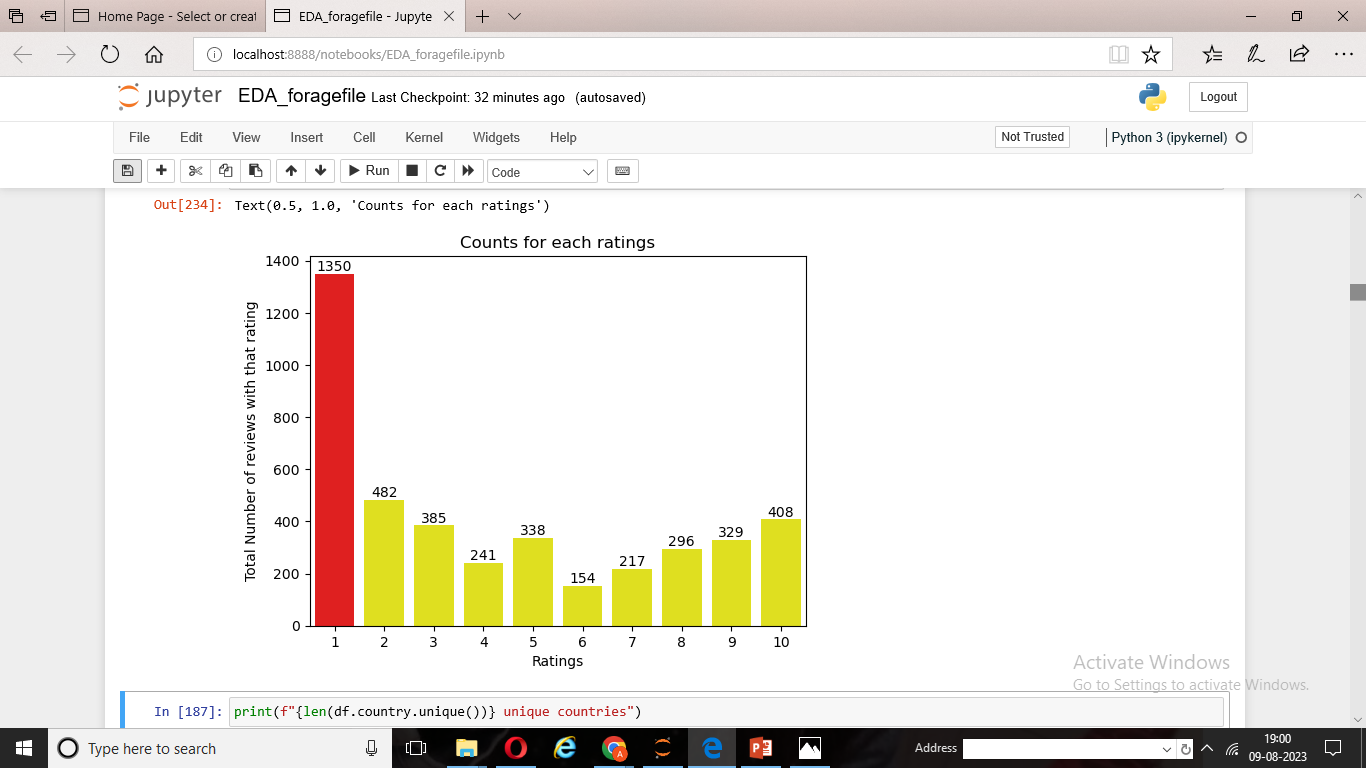 Home Page - Select or creat
EDA_foragefile - Jupyte
localhost:8888/notebooks/EDA_foragefile.ipynb
jupyter EDA_foragefile Last Checkpoint: 32 minutes ago (autosaved)
Logout
File Edit View Insert Cell Kernel Widgets Help
Not Trusted
Python 3 (ipykernel)
Run
Code
Out[234]: Text(0.5, 1.0, 'Counts for each ratings')
Counts for each ratings
Total Number of reviews with that rating
1400
1200
1000
800
600
400
200
0
1350
482
385
241
338
154
217
296
329
408
1 2 3 4 5 6 7 8 9 10
Ratings
In [187]: print(f"{len(df.country.unique())} unique countries")
Activate Windows
Go to Settings to activate Windows.
Type here to search
Address
19:00
09-08-2023